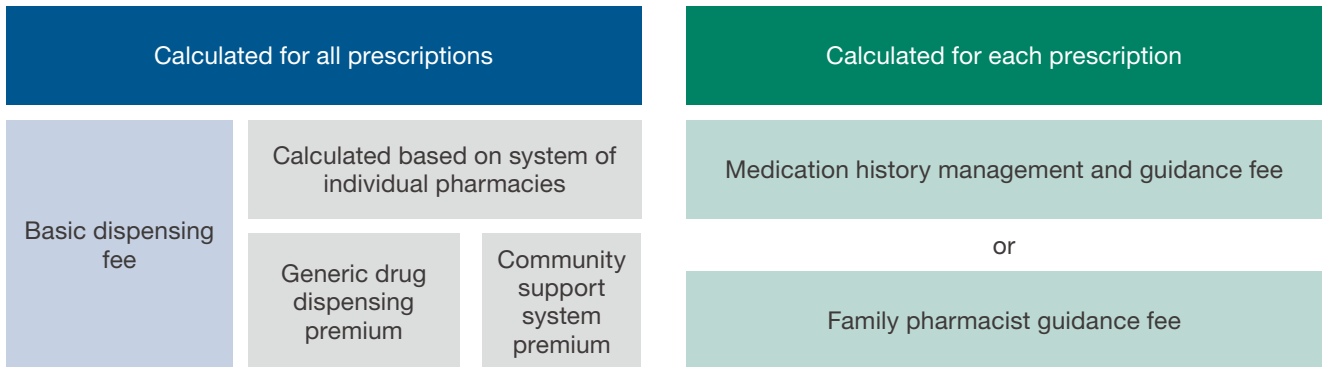 Calculated for all prescriptions
Basic dispensing
fee
Calculated based on system of
individual pharmacies
Generic drug
dispensing
premium
Community
support
system
premium
Calculated for each prescription
Medication history management and guidance fee
or
Family pharmacist guidance fee